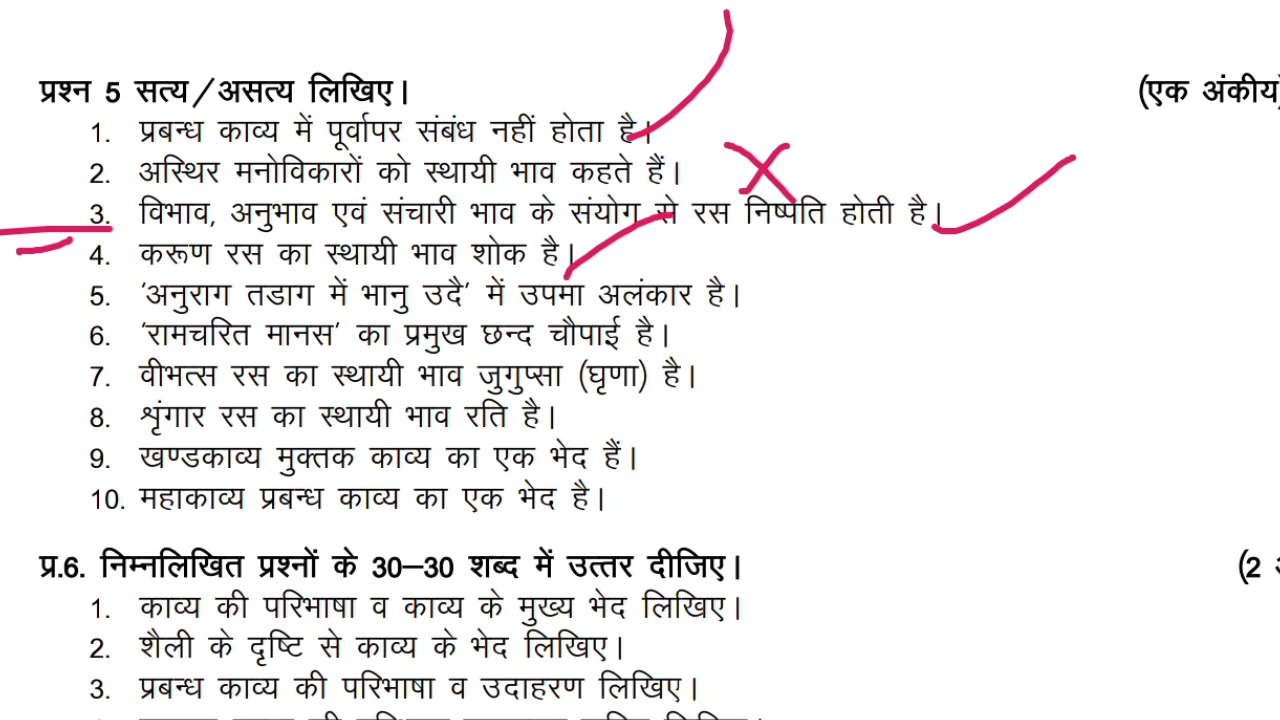 प्रश्न 5 सत्य/असत्य लिखिए। (एक अंकीय)
1. प्रबन्ध काव्य में पूर्वापर संबंध नहीं होता है।
2. अस्थिर मनोविकारों को स्थायी भाव कहते हैं।
3. विभाव, अनुभाव एवं संचारी भाव के संयोग से रस निष्पति होती है।
4. करूण रस का स्थायी भाव शोक है।
5. 'अनुराग तडाग में भानु उदै' में उपमा अलंकार है।
6. 'रामचरित मानस' का प्रमुख छन्द चौपाई है।
7. वीभत्स रस का स्थायी भाव जुगुप्सा (घृणा) है।
8. श्रृंगार रस का स्थायी भाव रति है।
9. खण्डकाव्य मुक्तक काव्य का एक भेद हैं।
10. महाकाव्य प्रबन्ध काव्य का एक भेद है।
प्र.6. निम्नलिखित प्रश्नों के 30–30 शब्द में उत्तर दीजिए। (2
1. काव्य की परिभाषा व काव्य के मुख्य भेद लिखिए।
2. शैली के दृष्टि से काव्य के भेद लिखिए।
3. प्रबन्ध काव्य की परिभाषा व उदाहरण लिखिए।